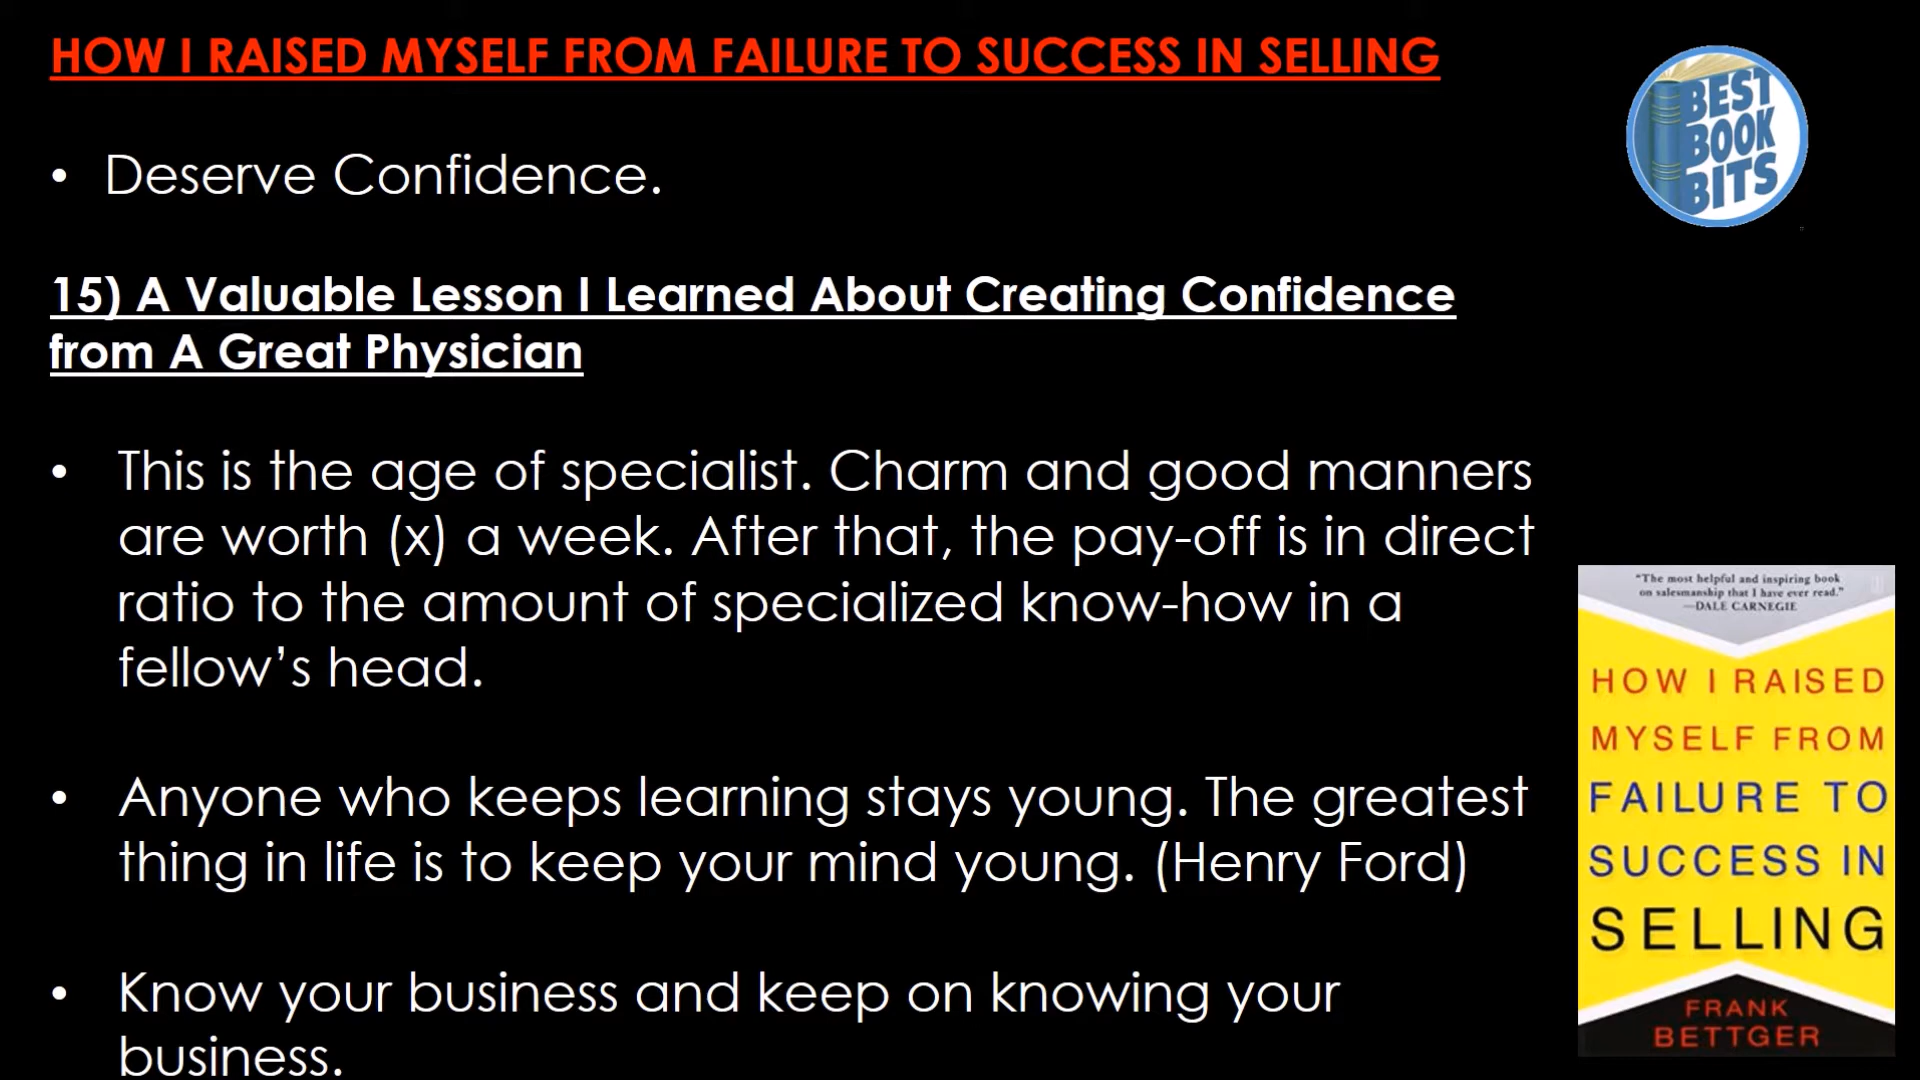 HOW I RAISED MYSELF FROM FAILURE TO SUCCESS IN SELLING
BEST
BOOK
BITS
• Deserve Confidence.
15) A Valuable Lesson I Learned About Creating Confidence
from A Great Physician
• This is the age of specialist. Charm and good manners
are worth (x) a week. After that, the pay-off is in direct
ratio to the amount of specialized know-how in a
fellow’s head.
• Anyone who keeps learning stays young. The greatest
thing in life is to keep your mind young. (Henry Ford)
• Know your business and keep on knowing your
business.
“The most helpful and inspiring book
on salesmanship that I have ever read.”
—DALE CARNEGIE
HOW I RAISED
MYSELF FROM
FAILURE TO
SUCCESS IN
SELLING
FRANK
BETTGER